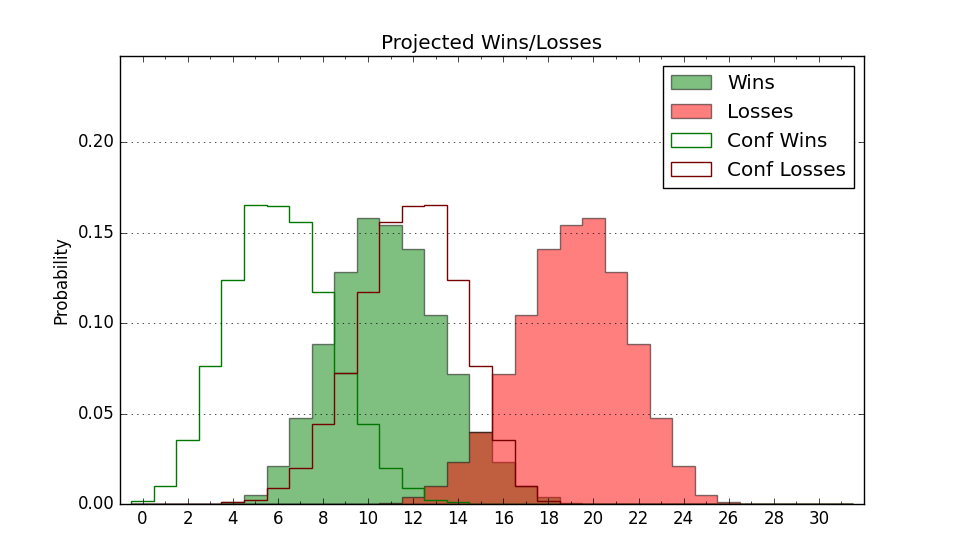 Projected Wins/Losses
Wins
Losses
Conf Wins
Conf Losses
Probability
0.20
0.15
0.10
0.05
0.00
0 2 4 6 8 10 12 14 16 18 20 22 24 26 28 30